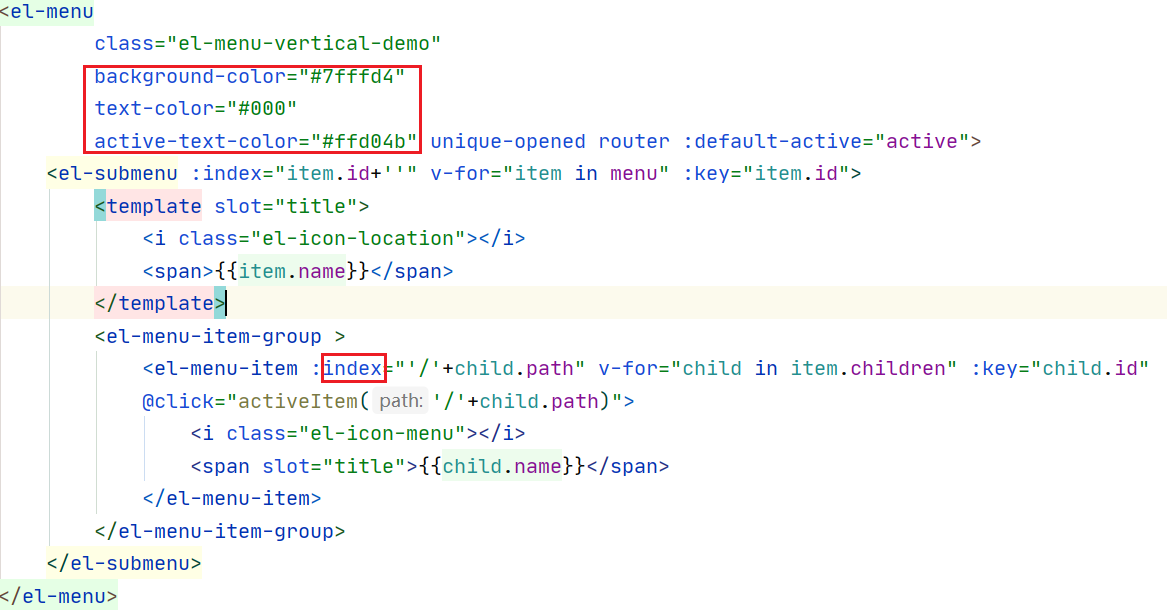 <el-menu
class="el-menu-vertical-demo"
background-color="#7fffd4"
text-color="#000"
active-text-color="#ffd04b" unique-opened router :default-active="active">
<el-submenu :index="item.id+''" v-for="item in menu" :key="item.id">
<template slot="title">
<i class="el-icon-location"></i>
<span>{{item.name}}</span>
</template>
<el-menu-item-group >
<el-menu-item :index="'/'+child.path" v-for="child in item.children" :key="child.id"
@click="activeItem( path: '/'+child.path)">
<i class="el-icon-menu"></i>
<span slot="title">{{child.name}}</span>
</el-menu-item>
</el-menu-item-group>
</el-submenu>
</el-menu>